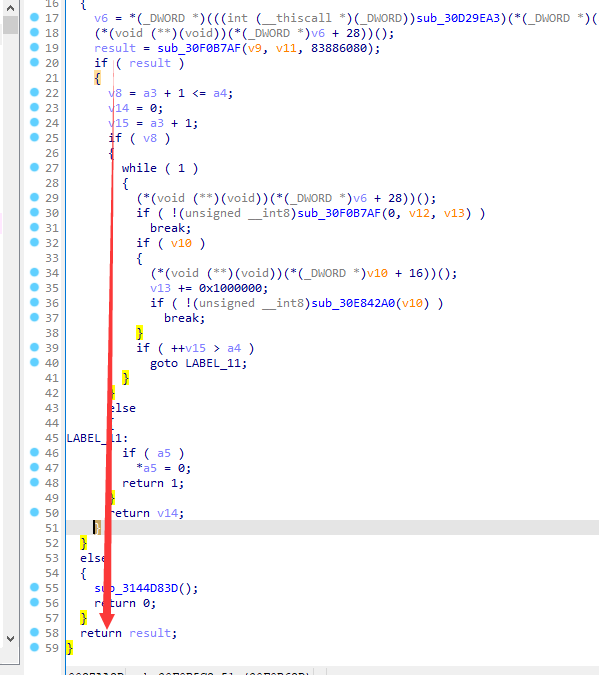 16 {
17 v6 = *(_DWORD *)(((int (__thiscall *)(_DWORD))sub_30D29EA3)(*(_DWORD *)(
18 (*(void (**)(void))(*(_DWORD *)v6 + 28))();
19 result = sub_30F0B7AF(v9, v11, 83886080);
20 if ( result )
21 {
22 v8 = a3 + 1 <= a4;
23 v14 = 0;
24 v15 = a3 + 1;
25 if ( v8 )
26 {
27 while ( 1 )
28 {
29 (*(void (**)(void))(*(_DWORD *)v6 + 28))();
30 if ( !(unsigned __int8)sub_30F0B7AF(0, v12, v13) )
31 break;
32 if ( v10 )
33 {
34 (*(void (**)(void))(*(_DWORD *)v10 + 16))();
35 v13 += 0x1000000;
36 if ( !(unsigned __int8)sub_30E842A0(v10) )
37 break;
38 }
39 if ( ++v15 > a4 )
40 goto LABEL_11;
41 }
42 }
43 else
44 {
45 LABEL_11:
46 if ( a5 )
47 *a5 = 0;
48 return 1;
49 }
50 return v14;
51 }
52 }
53 else
54 {
55 sub_3144D83D();
56 return 0;
57 }
58 return result;
59 }